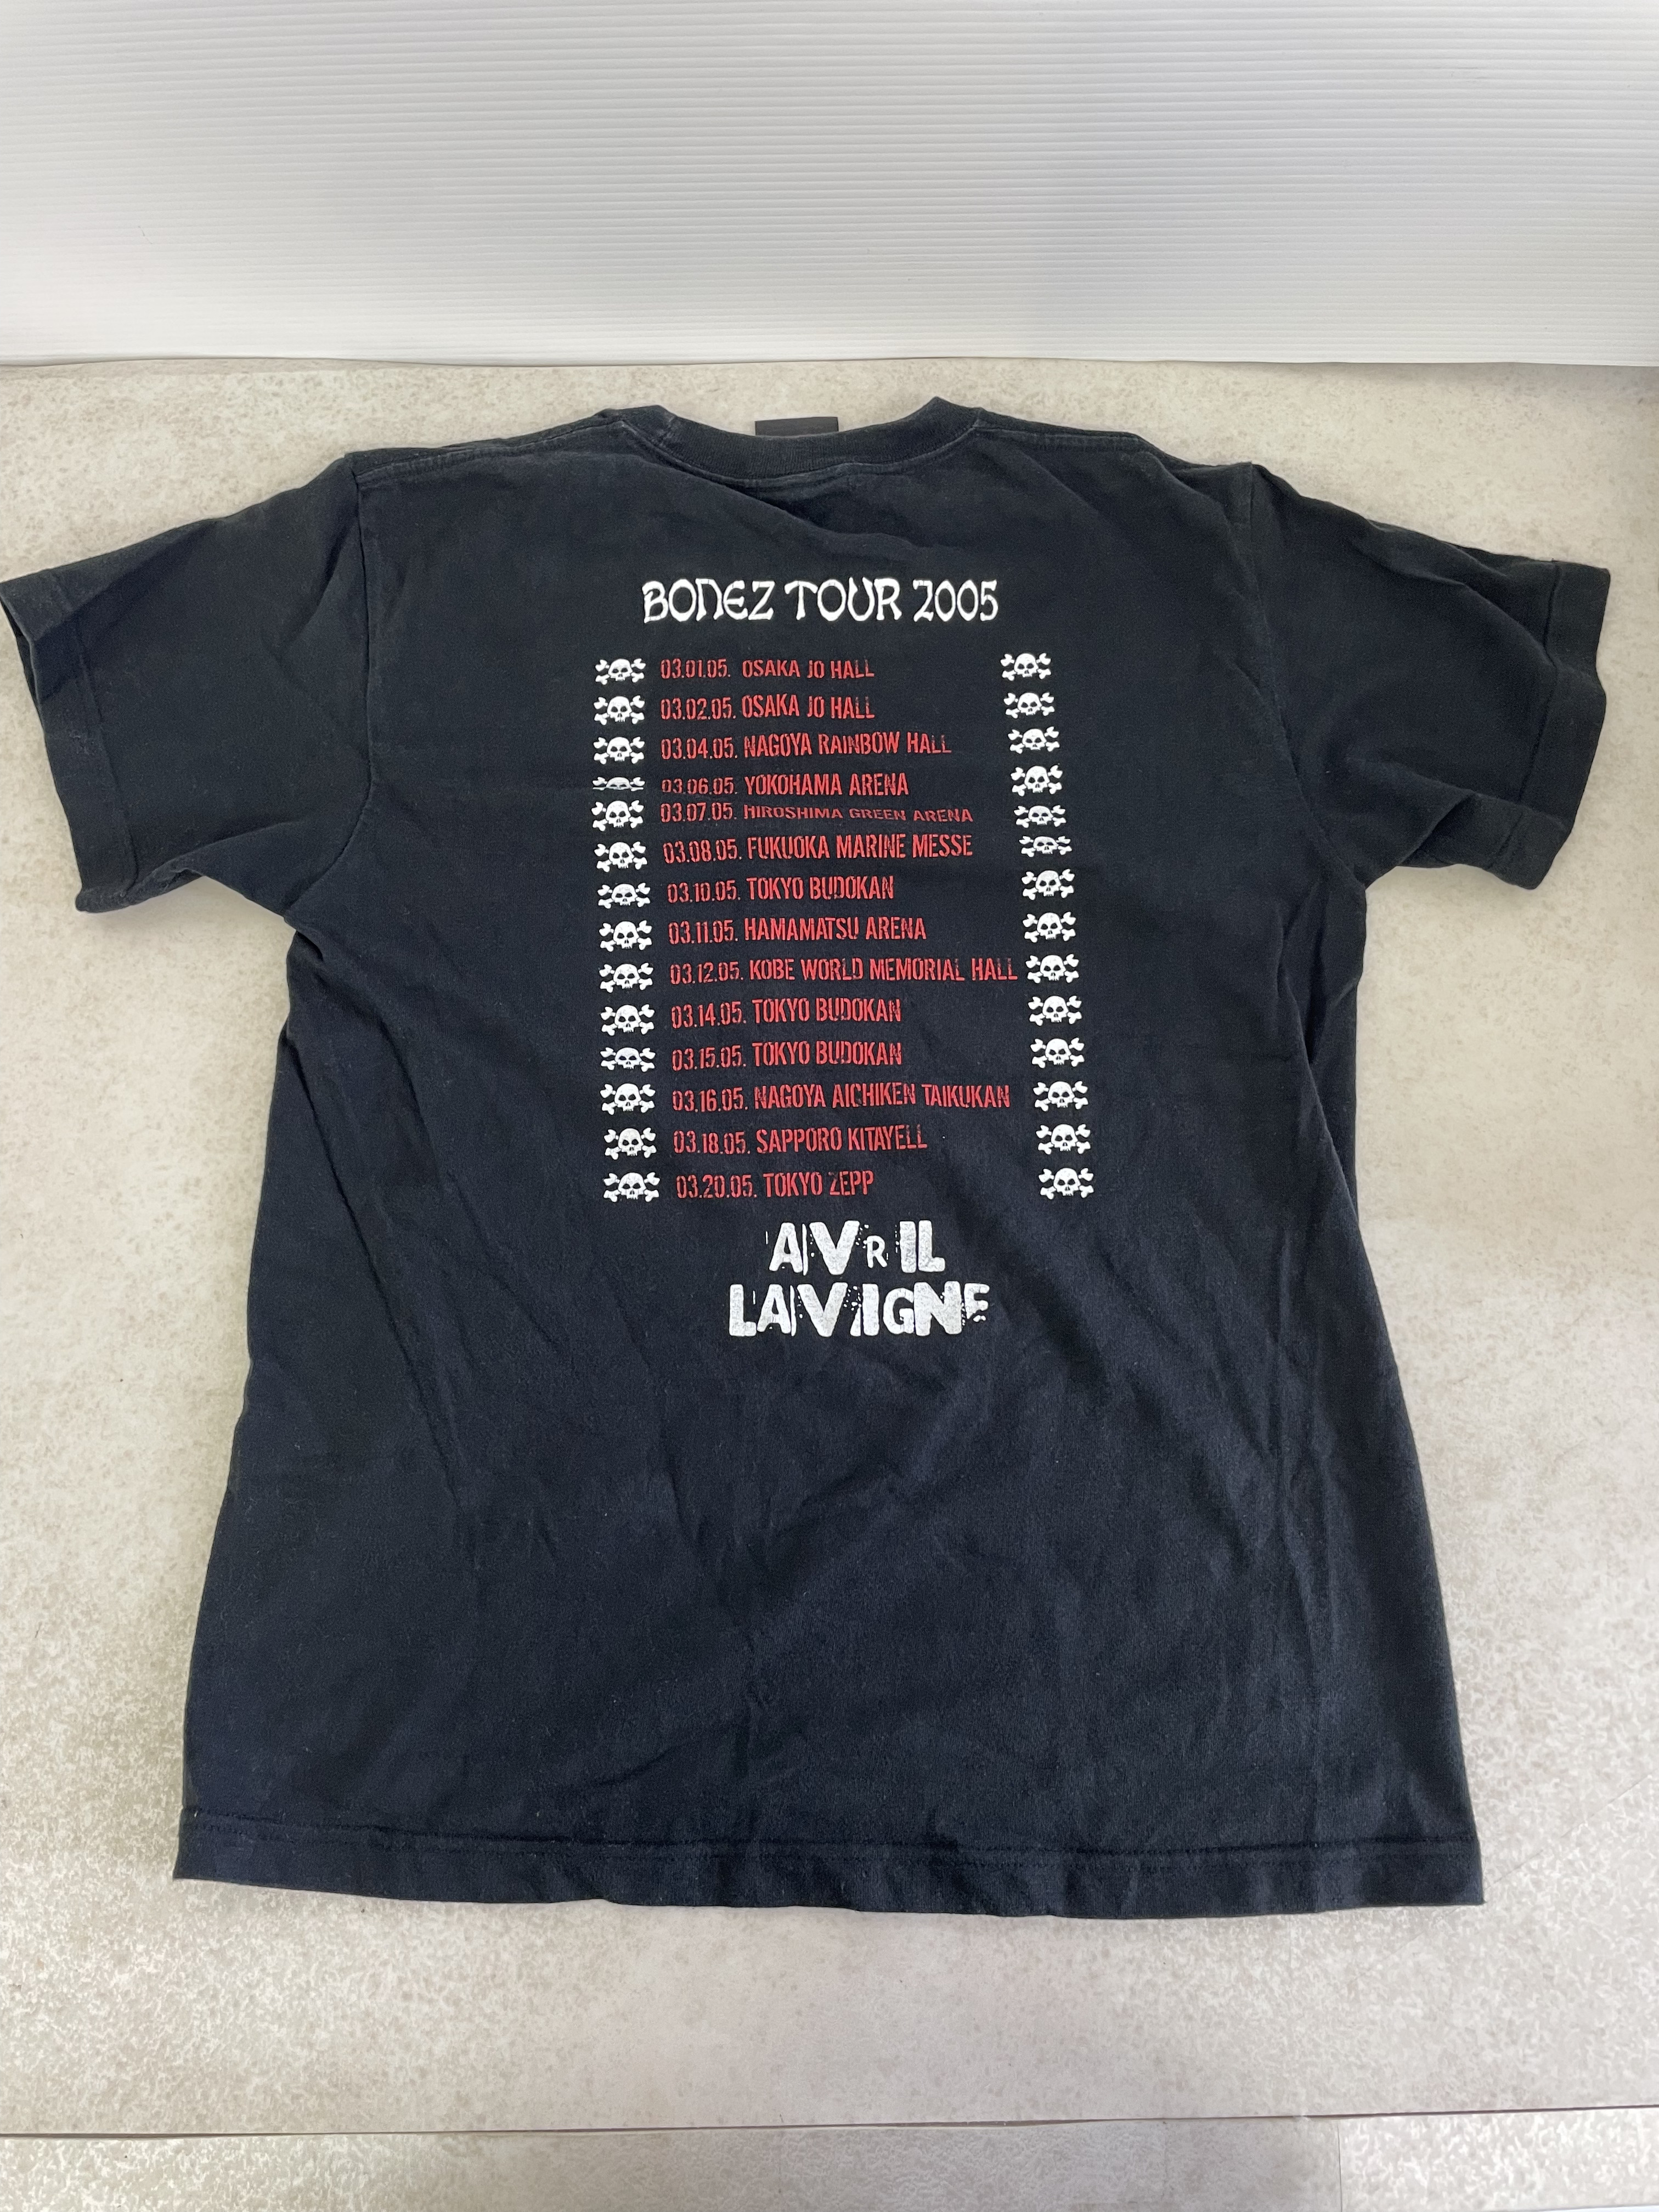 BONEZ TOUR 2005
03.01.05. OSAKA JO HALL
03.02.05. OSAKA JO HALL
03.04.05. NAGOYA RAINBOW HALL
03.06.05. YOKOHAMA ARENA
03.07.05. HIROSHIMA GREEN ARENA
03.08.05. FUKUOKA MARINE MESSE
03.10.05. TOKYO BUDOKAN
03.11.05. HAMAMATSU ARENA
03.12.05. KOBE WORLD MEMORIAL HALL
03.14.05. TOKYO BUDOKAN
03.15.05. TOKYO BUDOKAN
03.16.05. NAGOYA AICHIKEN TAIKUKAN
03.18.05. SAPPORO KITAYELL
03.20.05. TOKYO ZEPP
AVRIL
LAVIGNE